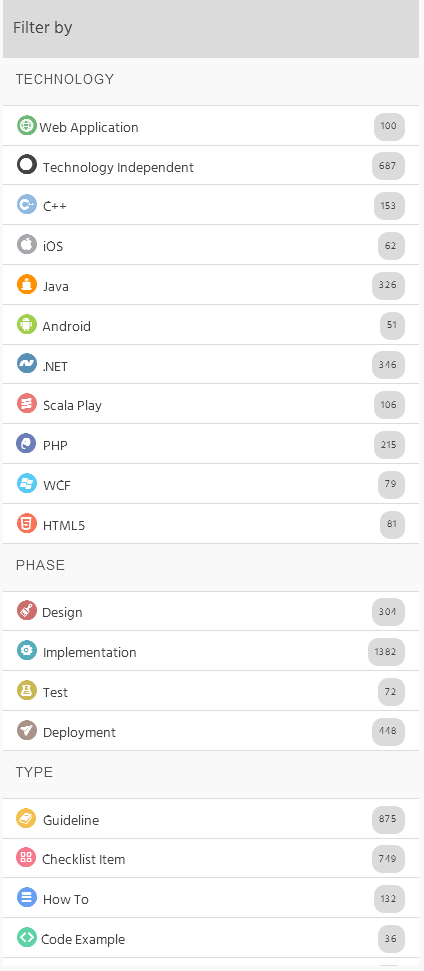 Filter by
TECHNOLOGY
Web Application 100
Technology Independent 687
C++ 153
iOS 62
Java 326
Android 51
.NET 346
Scala Play 106
PHP 215
WCF 79
HTML5 81
PHASE
Design 304
Implementation 1382
Test 72
Deployment 448
TYPE
Guideline 875
Checklist Item 749
How To 132
Code Example 36